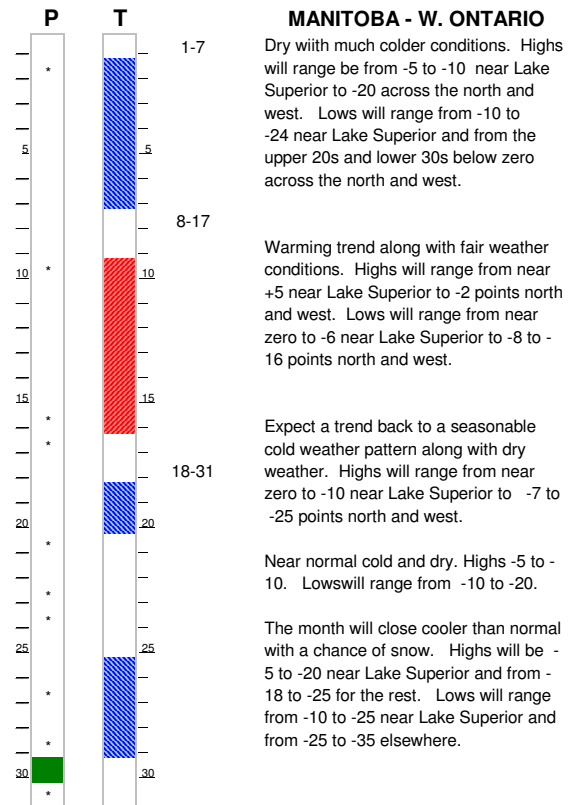 P T MANITOBA - W. ONTARIO
1-7
Dry wiith much colder conditions. Highs
will range be from -5 to -10 near Lake
Superior to -20 across the north and
west. Lows will range from -10 to
-24 near Lake Superior and from the
upper 20s and lower 30s below zero
across the north and west.
5 5
8-17
Warming trend along with fair weather
conditions. Highs will range from near
+5 near Lake Superior to -2 points north
and west. Lows will range from near
zero to -6 near Lake Superior to -8 to -
16 points north and west.
10 10
15 15
18-31
Expect a trend back to a seasonable
cold weather pattern along with dry
weather. Highs will range from near
zero to -10 near Lake Superior to -7 to
-25 points north and west.
20 20
Near normal cold and dry. Highs -5 to -
10. Lowswill range from -10 to -20.
25 25
The month will close cooler than normal
with a chance of snow. Highs will be -
5 to -20 near Lake Superior and from -
18 to -25 for the rest. Lows will range
from -10 to -25 near Lake Superior and
from -25 to -35 elsewhere.
30 30